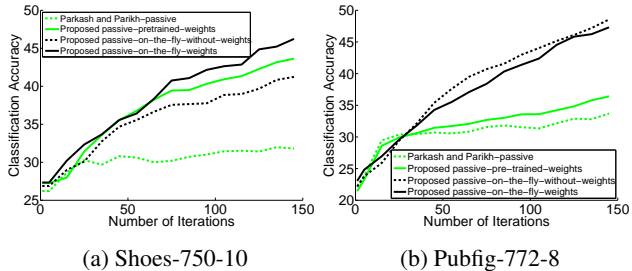 Parkash and Parikh-passive
Proposed passive-pretrained-weights
Proposed passive-on-the-fly-without-weights
Proposed passive-on-the-fly-weights
Classification Accuracy
45
40
35
30
25
0 50 100 150
Number of Iterations
(a) Shoes-750-10
Classification Accuracy
50
45
40
35
30
25
20
Parkash and Parikh-passive
Proposed passive-pre-trained-weights
Proposed passive-on-the-fly-without-weights
Proposed passive-on-the-fly-weights
0 50 100 150
Number of Iterations
(b) Pubfig-772-8